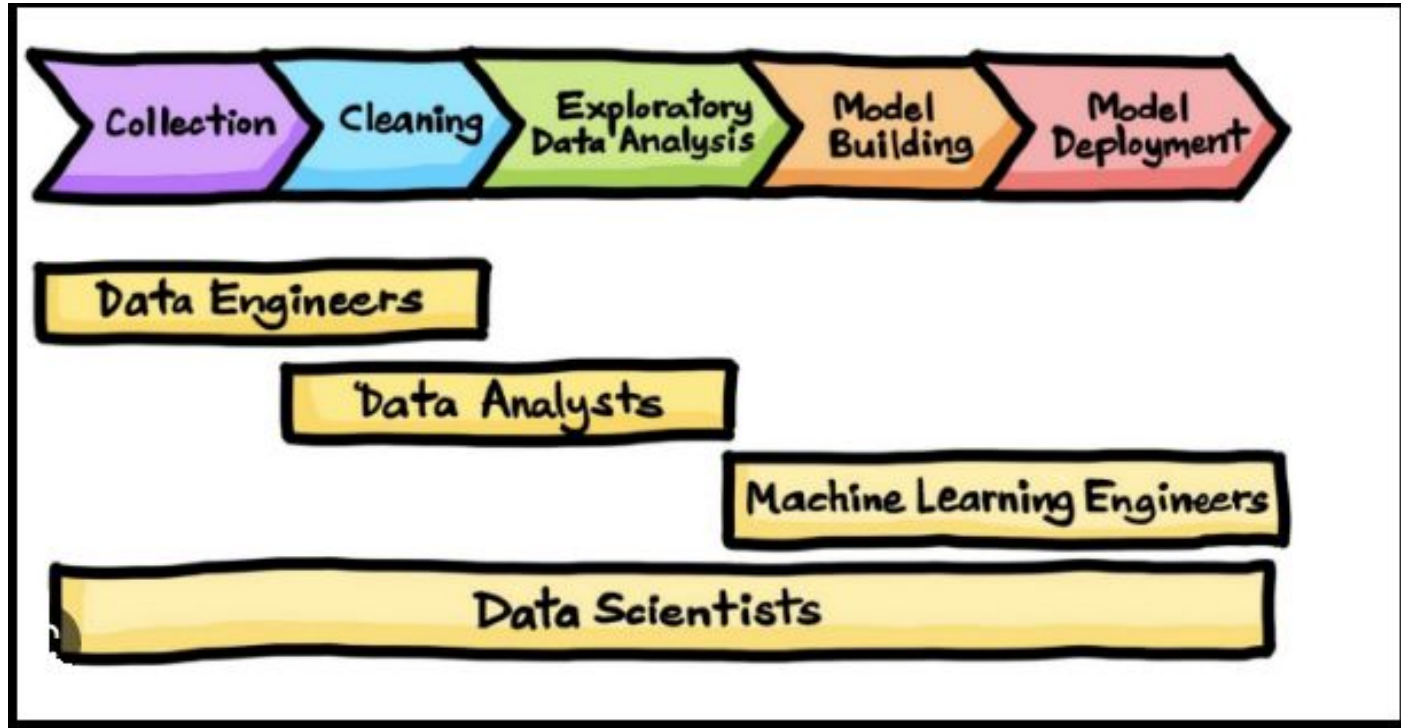 Collection
Cleaning
Exploratory
Data Analysis
Model
Building
Model
Deployment
Data Engineers
Data Analysts
Machine Learning Engineers
Data Scientists